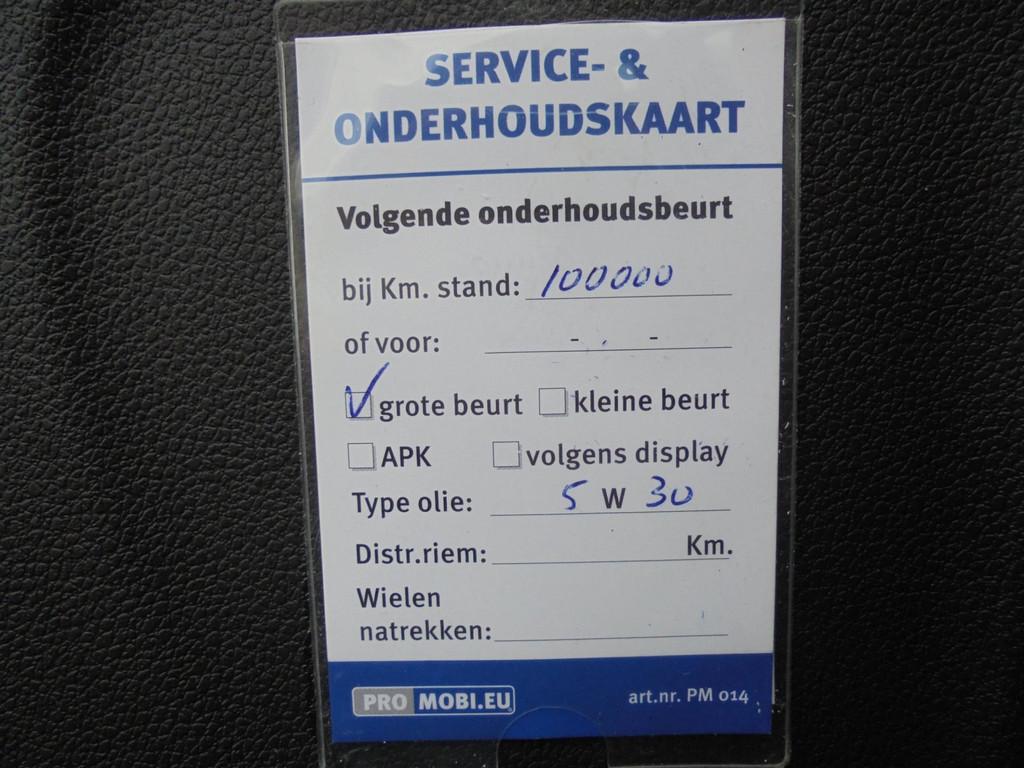 SERVICE- &
ONDERHOUDSKAART
Volgende onderhoudsbeurt
bij Km. stand: 100000
of voor: - . -
grote beurt kleine beurt
APK volgens display
Type olie: 5 W 30
Distr.riem: Km.
Wielen
natrekken:
PRO MOBI.EU art.nr. PM 014